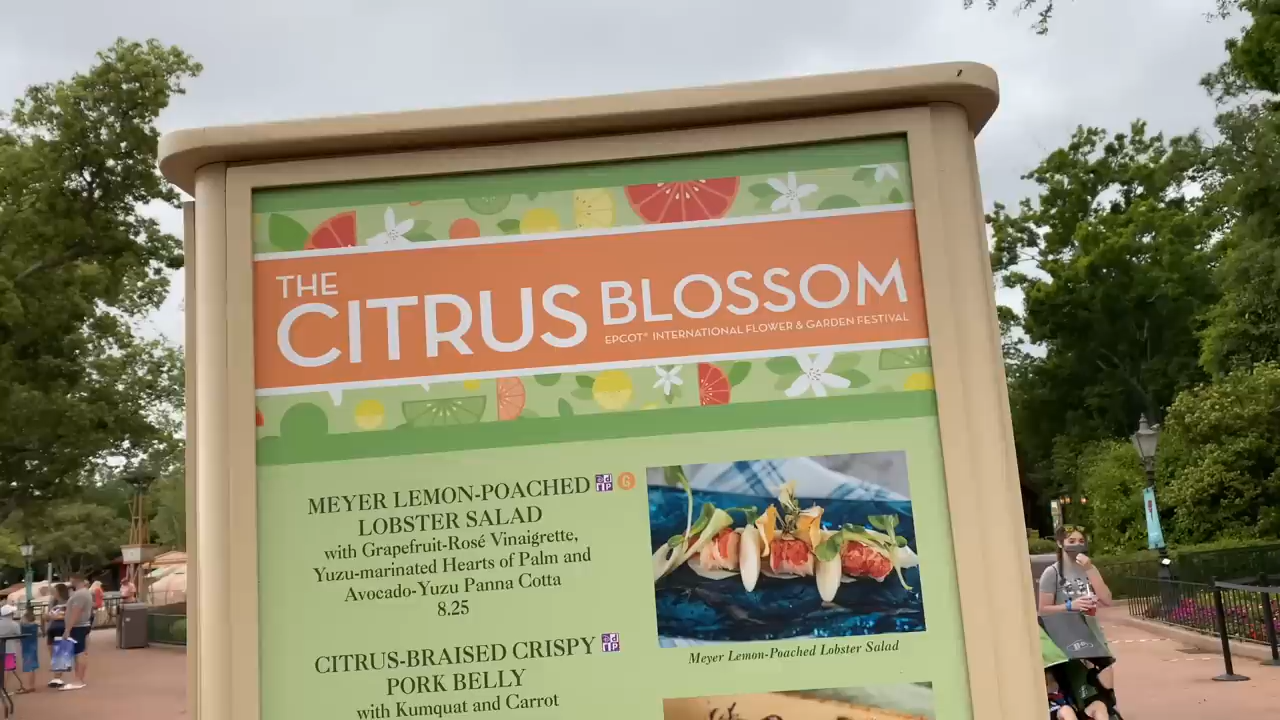 THE
CITRUS BLOSSOM
EPCOT® INTERNATIONAL FLOWER & GARDEN FESTIVAL
MEYER LEMON-POACHED
LOBSTER SALAD
with Grapefruit-Rosé Vinaigrette,
Yuzu-marinated Hearts of Palm and
Avocado-Yuzu Panna Cotta
8.25
Meyer Lemon-Poached Lobster Salad
CITRUS-BRAISED CRISPY
PORK BELLY
with Kumquat and Carrot